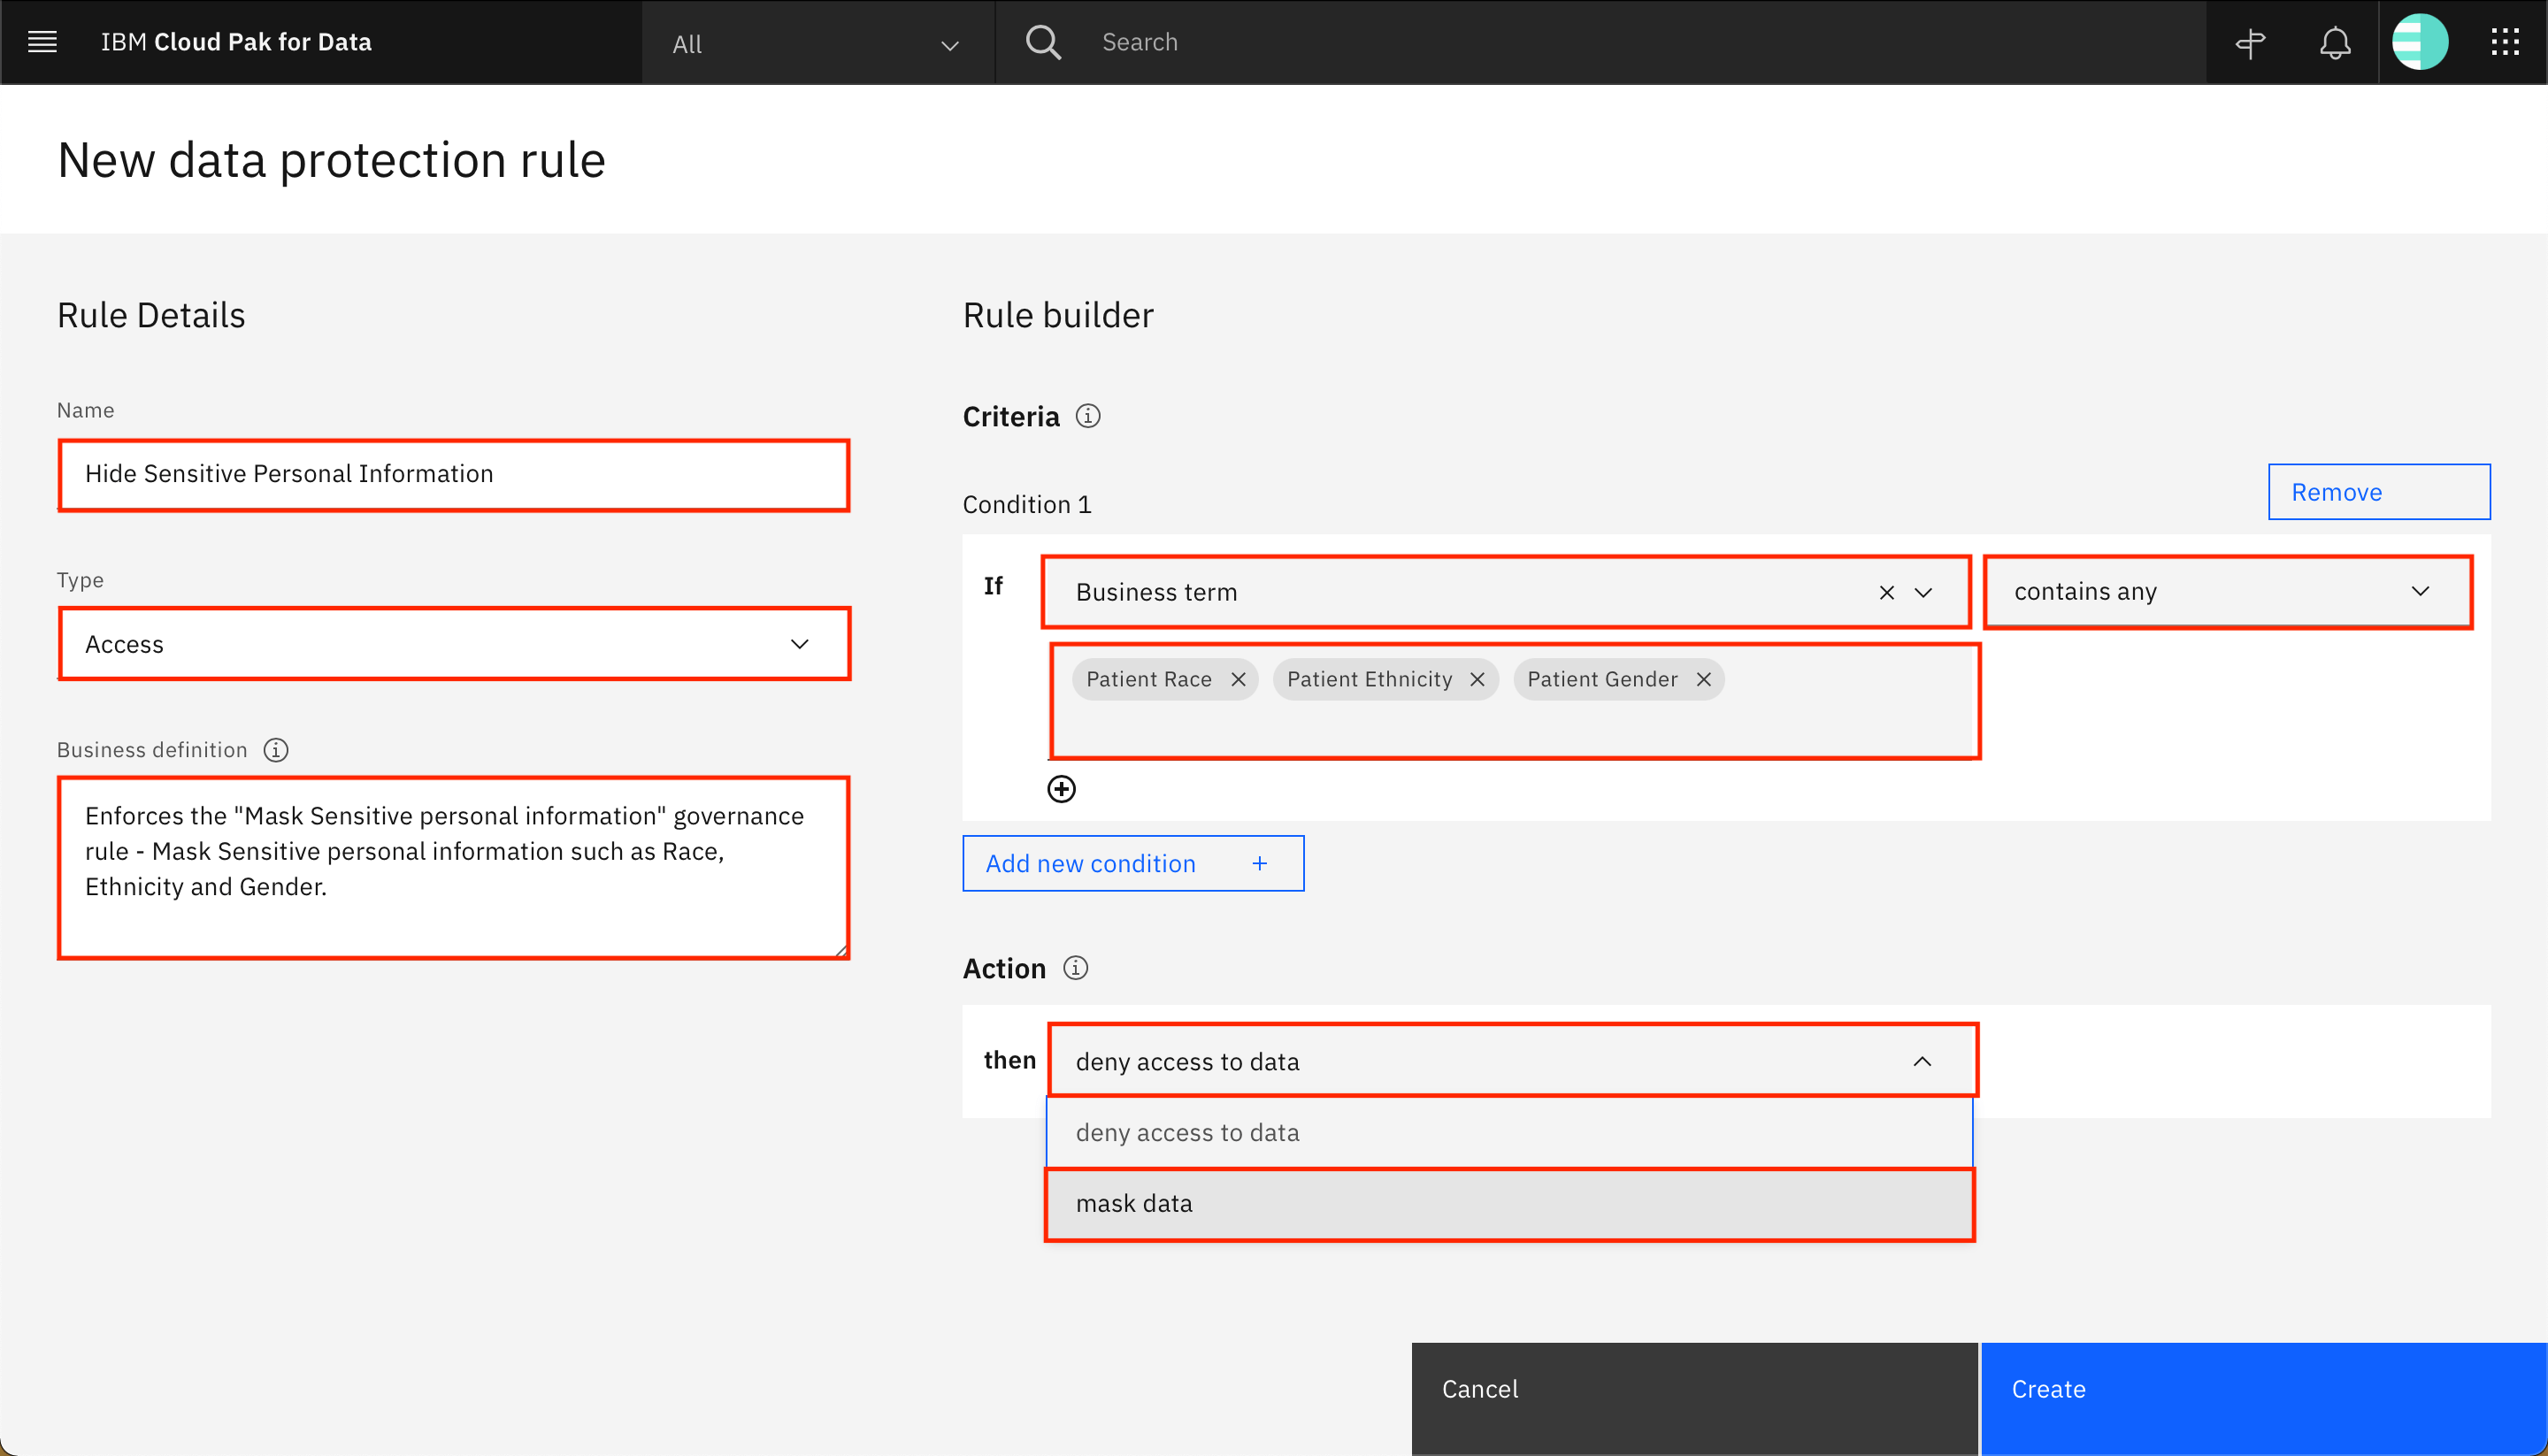 IBM Cloud Pak for Data
All
Search
New data protection rule
Rule Details
Name
Hide Sensitive Personal Information
Type
Access
Business definition
Enforces the "Mask Sensitive personal information" governance
rule - Mask Sensitive personal information such as Race,
Ethnicity and Gender.
Rule builder
Criteria
Condition 1
Remove
If
Business term
contains any
Patient Race
Patient Ethnicity
Patient Gender
Add new condition +
Action
then
deny access to data
deny access to data
mask data
Cancel
Create